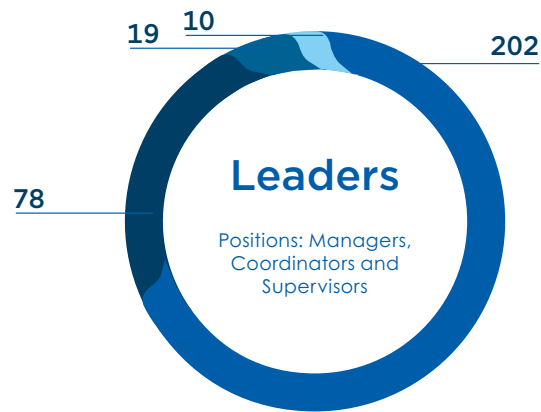 10
19
202
78
Leaders
Positions: Managers,
Coordinators and
Supervisors